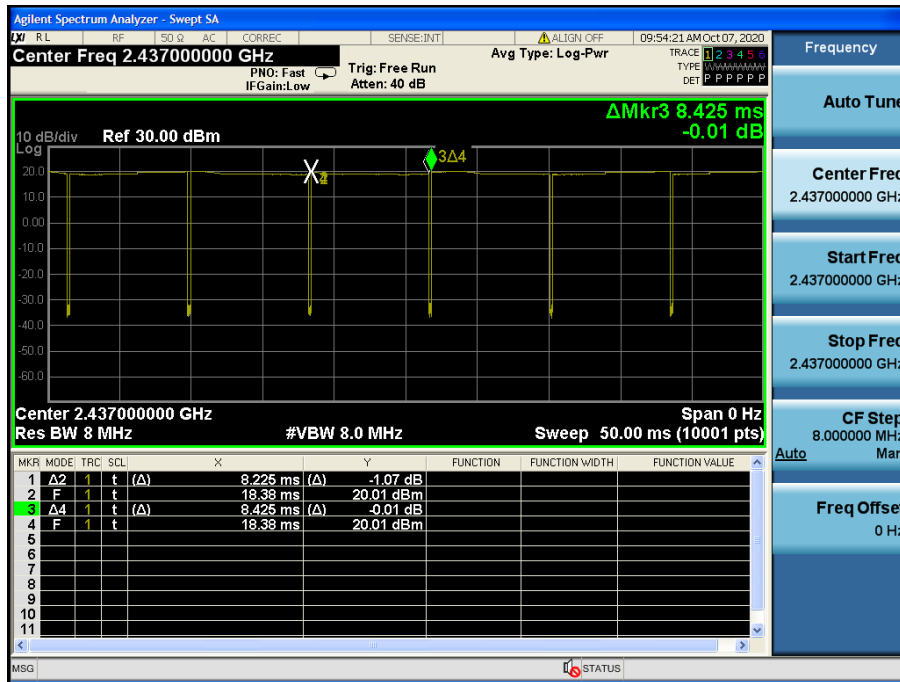 Agilent Spectrum Analyzer - Swept SA
LXI RL RF 50 Ω AC CORREC SENSE:INT ALIGN OFF 09:54:21 AM Oct 07, 2020
Center Freq 2.437000000 GHz
PNO: Fast
IFGain:Low
Trig: Free Run
Atten: 40 dB
Avg Type: Log-Pwr
TRACE 1 2 3 4 5 6
TYPE WWWWWW
DET P P P P P P
ΔMkr3 8.425 ms
-0.01 dB
10 dB/div Ref 30.00 dBm
Log
20.0
10.0
0.00
-10.0
-20.0
-30.0
-40.0
-50.0
-60.0
3Δ4
Center 2.437000000 GHz Span 0 Hz
Res BW 8 MHz #VBW 8.0 MHz Sweep 50.00 ms (10001 pts)
MKR MODE TRC SCL X Y FUNCTION FUNCTION WIDTH FUNCTION VALUE
1 Δ2 1 t (Δ) 8.225 ms (Δ) -1.07 dB
2 F 1 t 18.38 ms 20.01 dBm
3 Δ4 1 t (Δ) 8.425 ms (Δ) -0.01 dB
4 F 1 t 18.38 ms 20.01 dBm
5
6
7
8
9
10
11
MSG STATUS
Frequency
Auto Tune
Center Freq
2.437000000 GHz
Start Freq
2.437000000 GHz
Stop Freq
2.437000000 GHz
CF Step
8.000000 MHz
Auto Man
Freq Offset
0 Hz